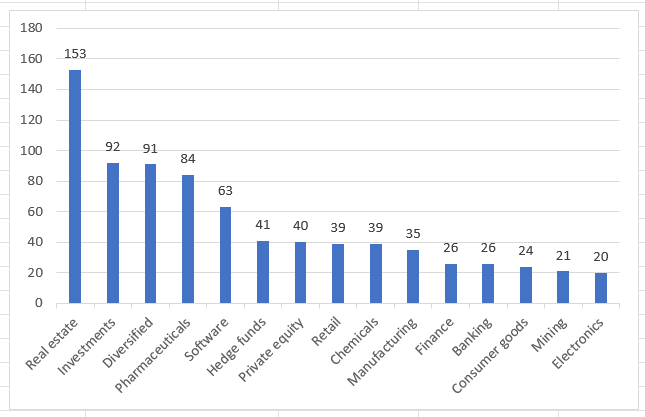 180
160
140
120
100
80
60
40
20
0
153
92
91
84
63
41
40
39
39
35
26
26
24
21
20
Real estate
Investments
Diversified
Pharmaceuticals
Software
Hedge funds
Private equity
Retail
Chemicals
Manufacturing
Finance
Banking
Consumer goods
Mining
Electronics